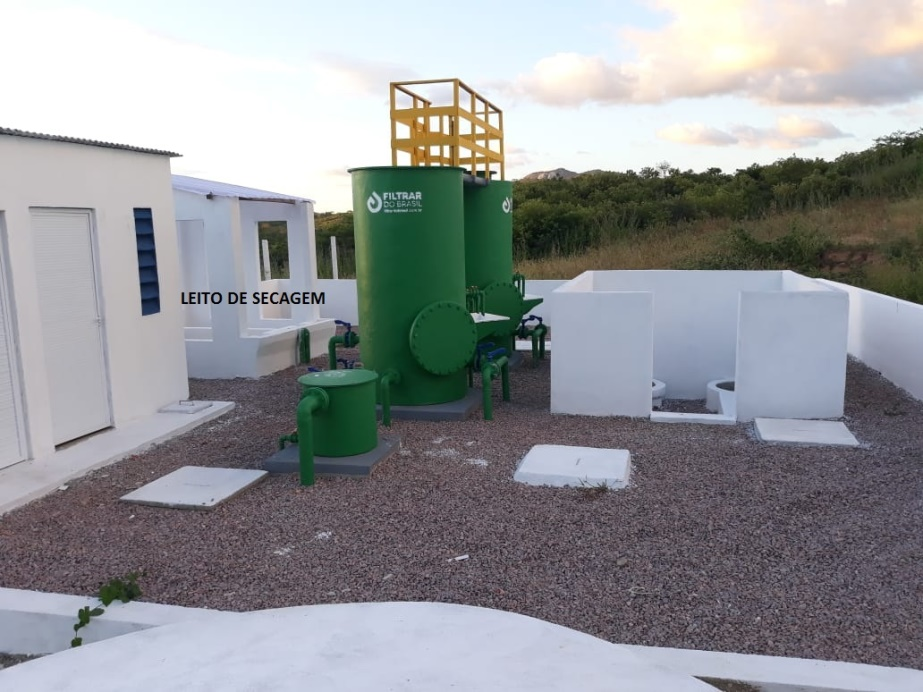 FILTRAR
DO BRASIL
LEITO DE SECAGEM